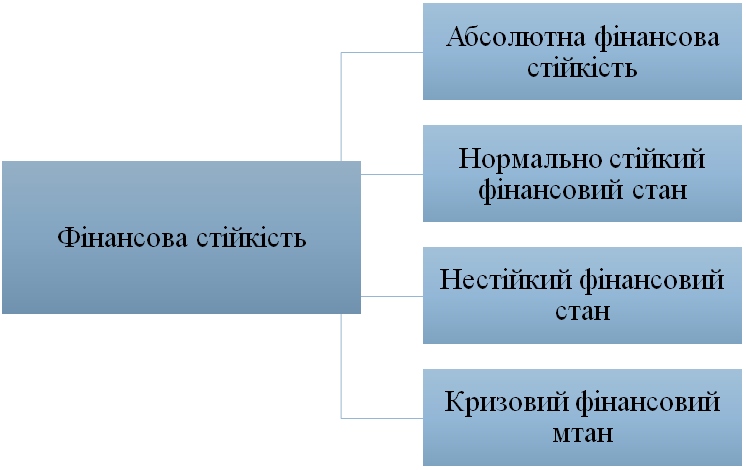 Абсолютна фінансова
стійкість
Нормально стійкий
фінансовий стан
Фінансова стійкість
Нестійкий фінансовий
стан
Кризовий фінансовий
мтан